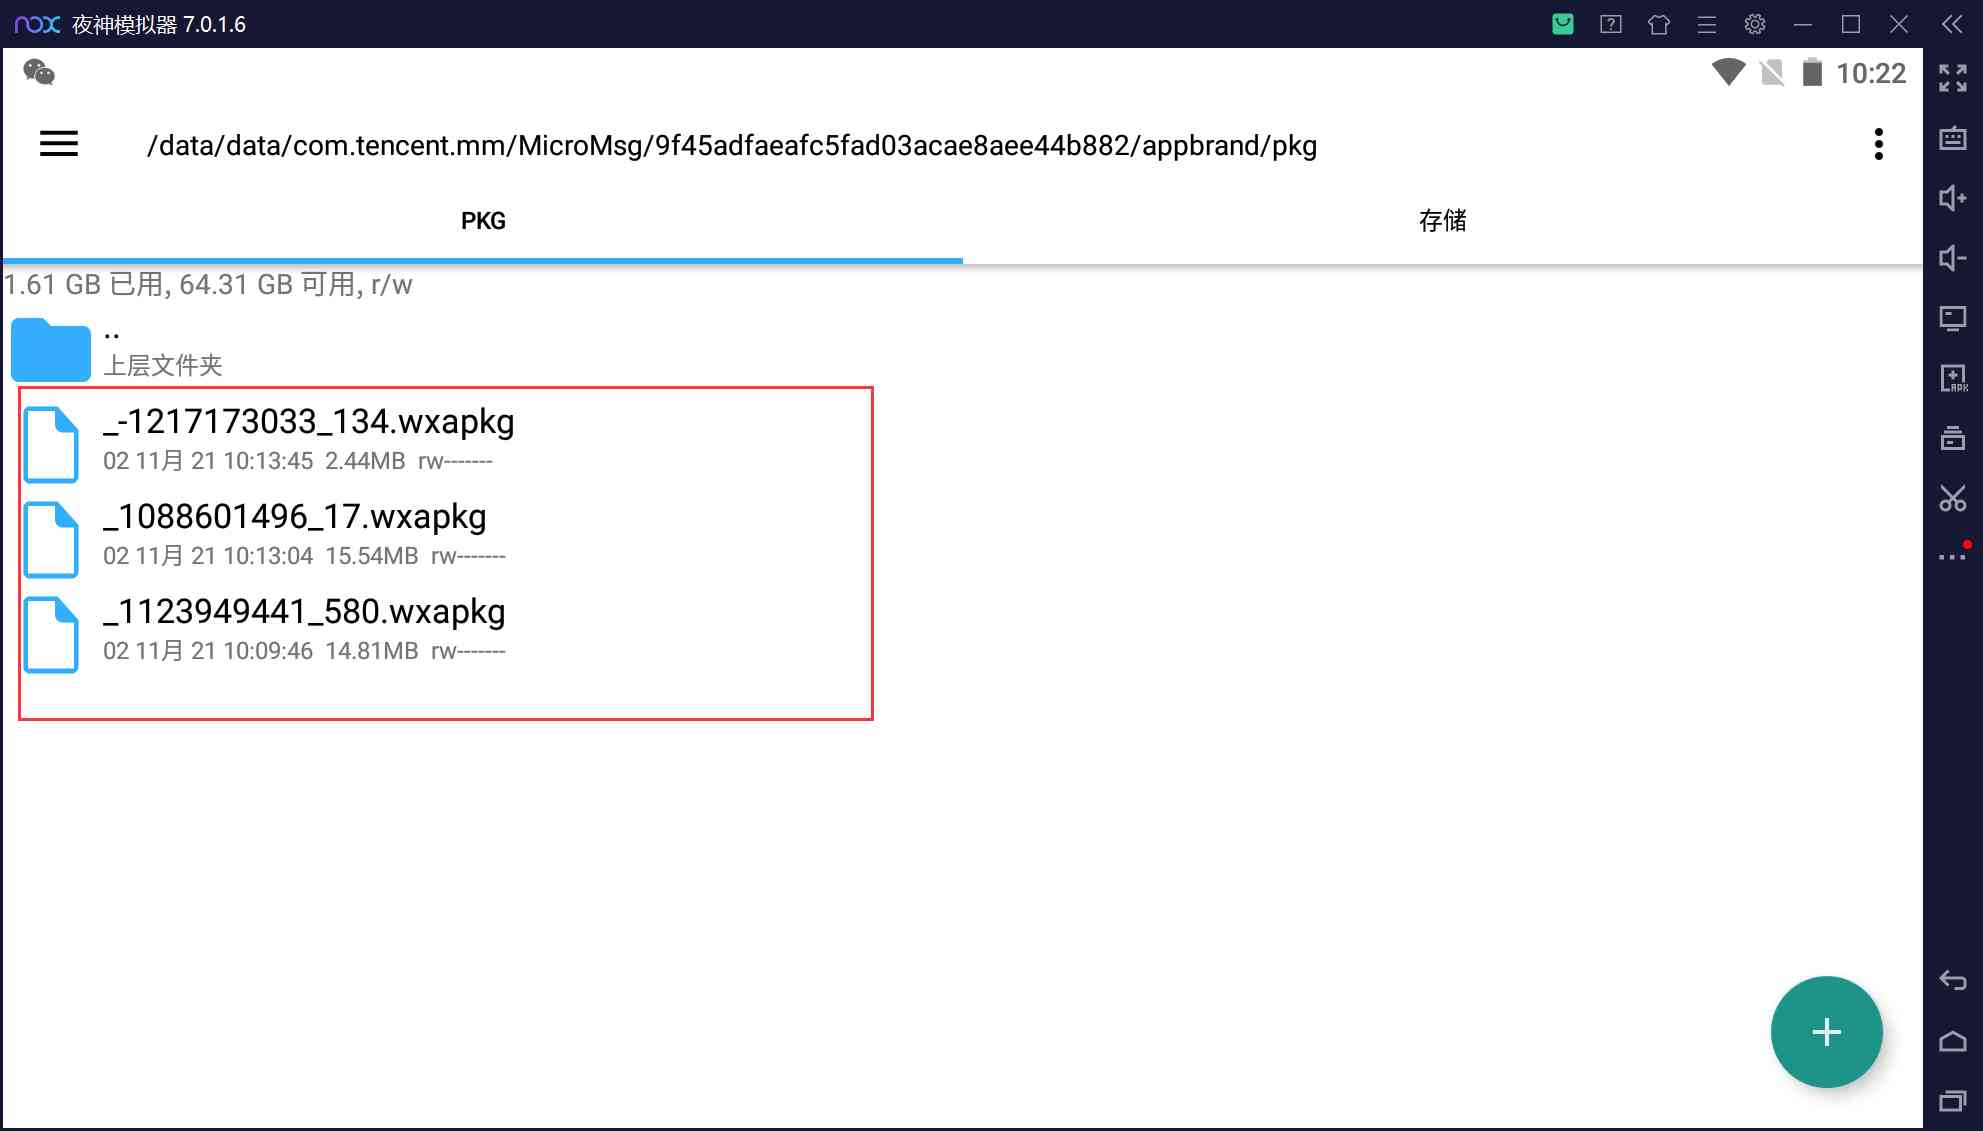 nox 夜神模拟器 7.0.1.6
10:22
/data/data/com.tencent.mm/MicroMsg/9f45adfaeafc5fad03acae8aee44b882/appbrand/pkg
PKG
存储
1.61 GB 已用, 64.31 GB 可用, r/w
..
上层文件夹
_-1217173033_134.wxapkg
02 11月 21 10:13:45 2.44MB rw-------
_1088601496_17.wxapkg
02 11月 21 10:13:04 15.54MB rw-------
_1123949441_580.wxapkg
02 11月 21 10:09:46 14.81MB rw-------
APK